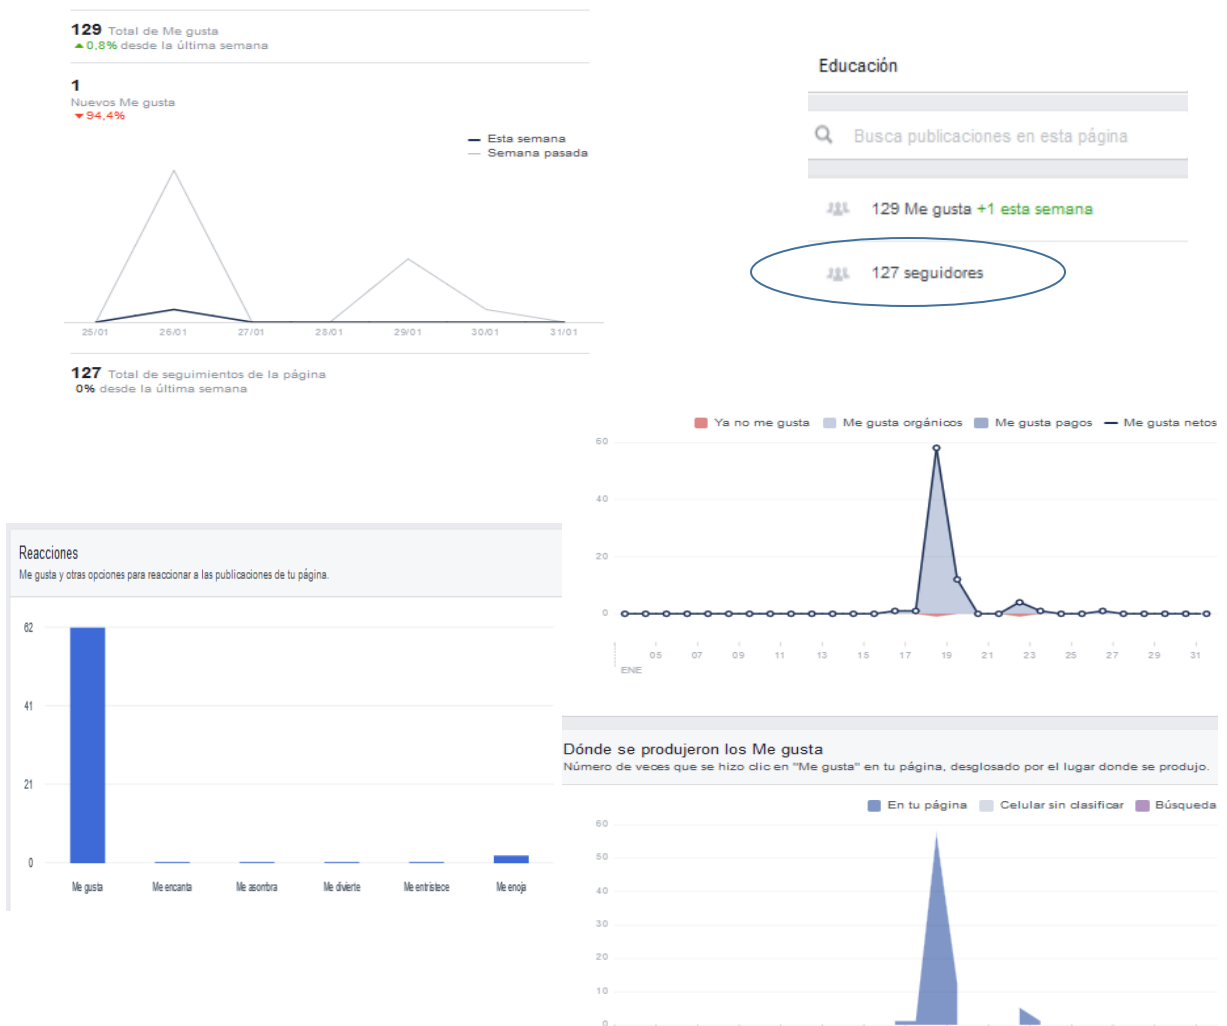 129 Total de Me gusta
0,8% desde la última semana
1
Nuevos Me gusta
94,4%
Esta semana
Semana pasada
25/01 26/01 27/01 28/01 29/01 30/01 31/01
127 Total de seguimientos de la página
0% desde la última semana
Educación
Busca publicaciones en esta página
129 Me gusta +1 esta semana
127 seguidores
Ya no me gusta Me gusta orgánicos Me gusta pagos Me gusta netos
60
40
20
0
05 07 09 11 13 15 17 19 21 23 25 27 29 31
ENE
Reacciones
Me gusta y otras opciones para reaccionar a las publicaciones de tu página.
62
41
21
0
Me gusta Me encanta Me asombra Me divierte Me entristece Me enoja
Dónde se produjeron los Me gusta
Número de veces que se hizo clic en "Me gusta" en tu página, desglosado por el lugar donde se produjo.
En tu página Celular sin clasificar Búsqueda
60
50
40
30
20
10
0